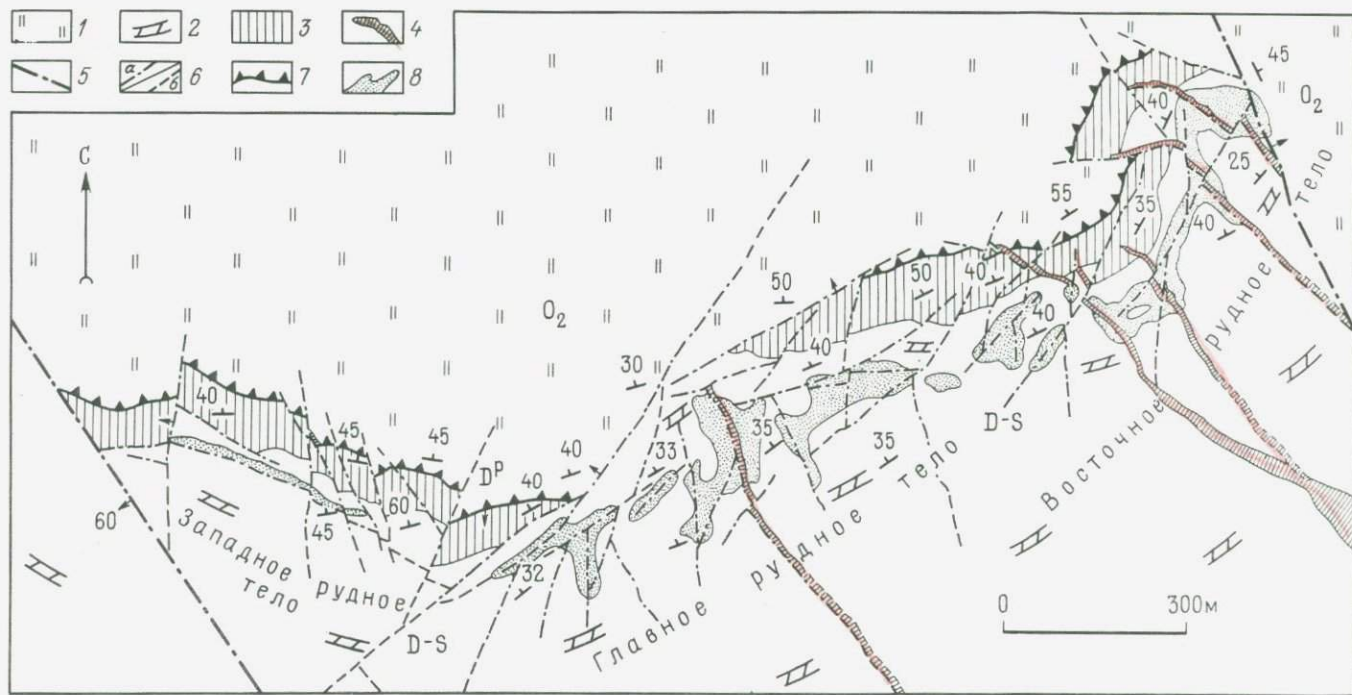 1 2 3 4
5 а б 6 7 8
С
45
O₂
40
25
тело
55
35
40
50
50
40
рудное
O₂
40
40
30
D-S
40
35
35
Восточное
45
45
40
33
Dᴾ
40
тело
60
60
45
Западное рудное
тело
32
рудное
0 300м
D-S
Главное